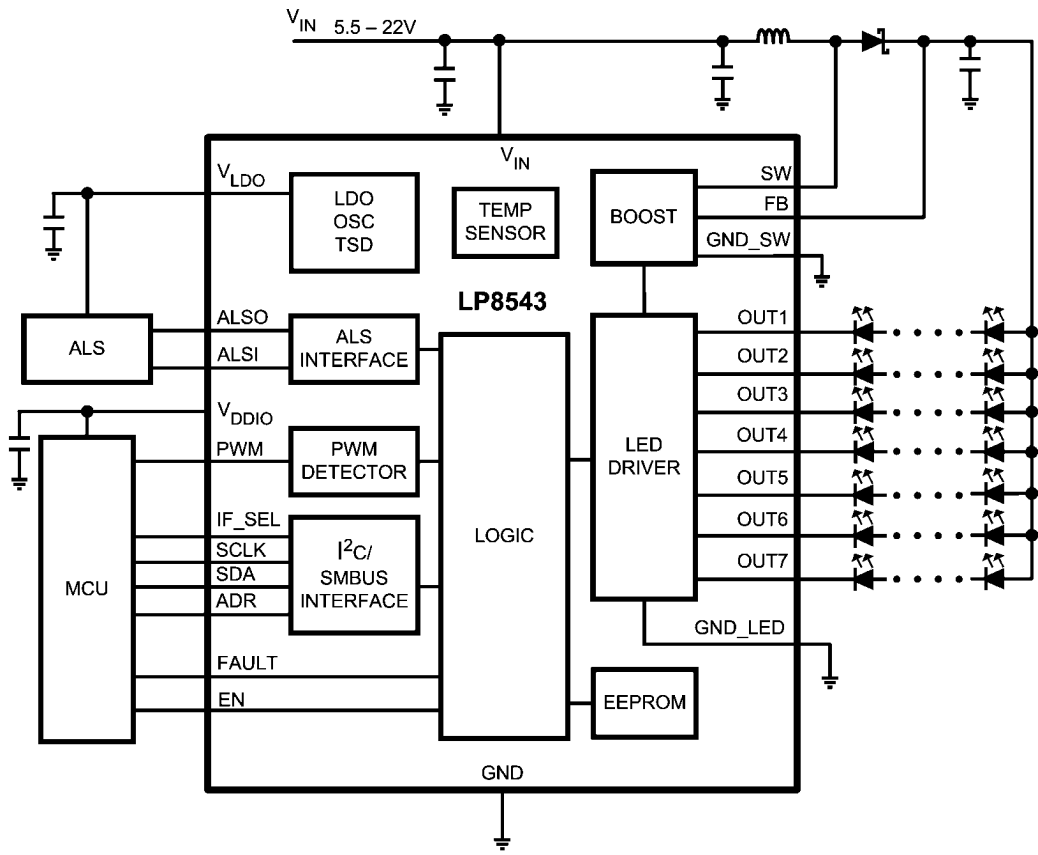 VIN 5.5 – 22V
VIN
VLDO
LDO
OSC
TSD
TEMP
SENSOR
BOOST
SW
FB
GND_SW
LP8543
ALS
ALSO
ALSI
ALS
INTERFACE
VDDIO
PWM
PWM
DETECTOR
MCU
IF_SEL
SCLK
SDA
ADR
I²C/
SMBUS
INTERFACE
FAULT
EN
LOGIC
LED
DRIVER
OUT1
OUT2
OUT3
OUT4
OUT5
OUT6
OUT7
GND_LED
EEPROM
GND